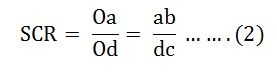 SCR = Oa/Od = ab/dc … … . (2)